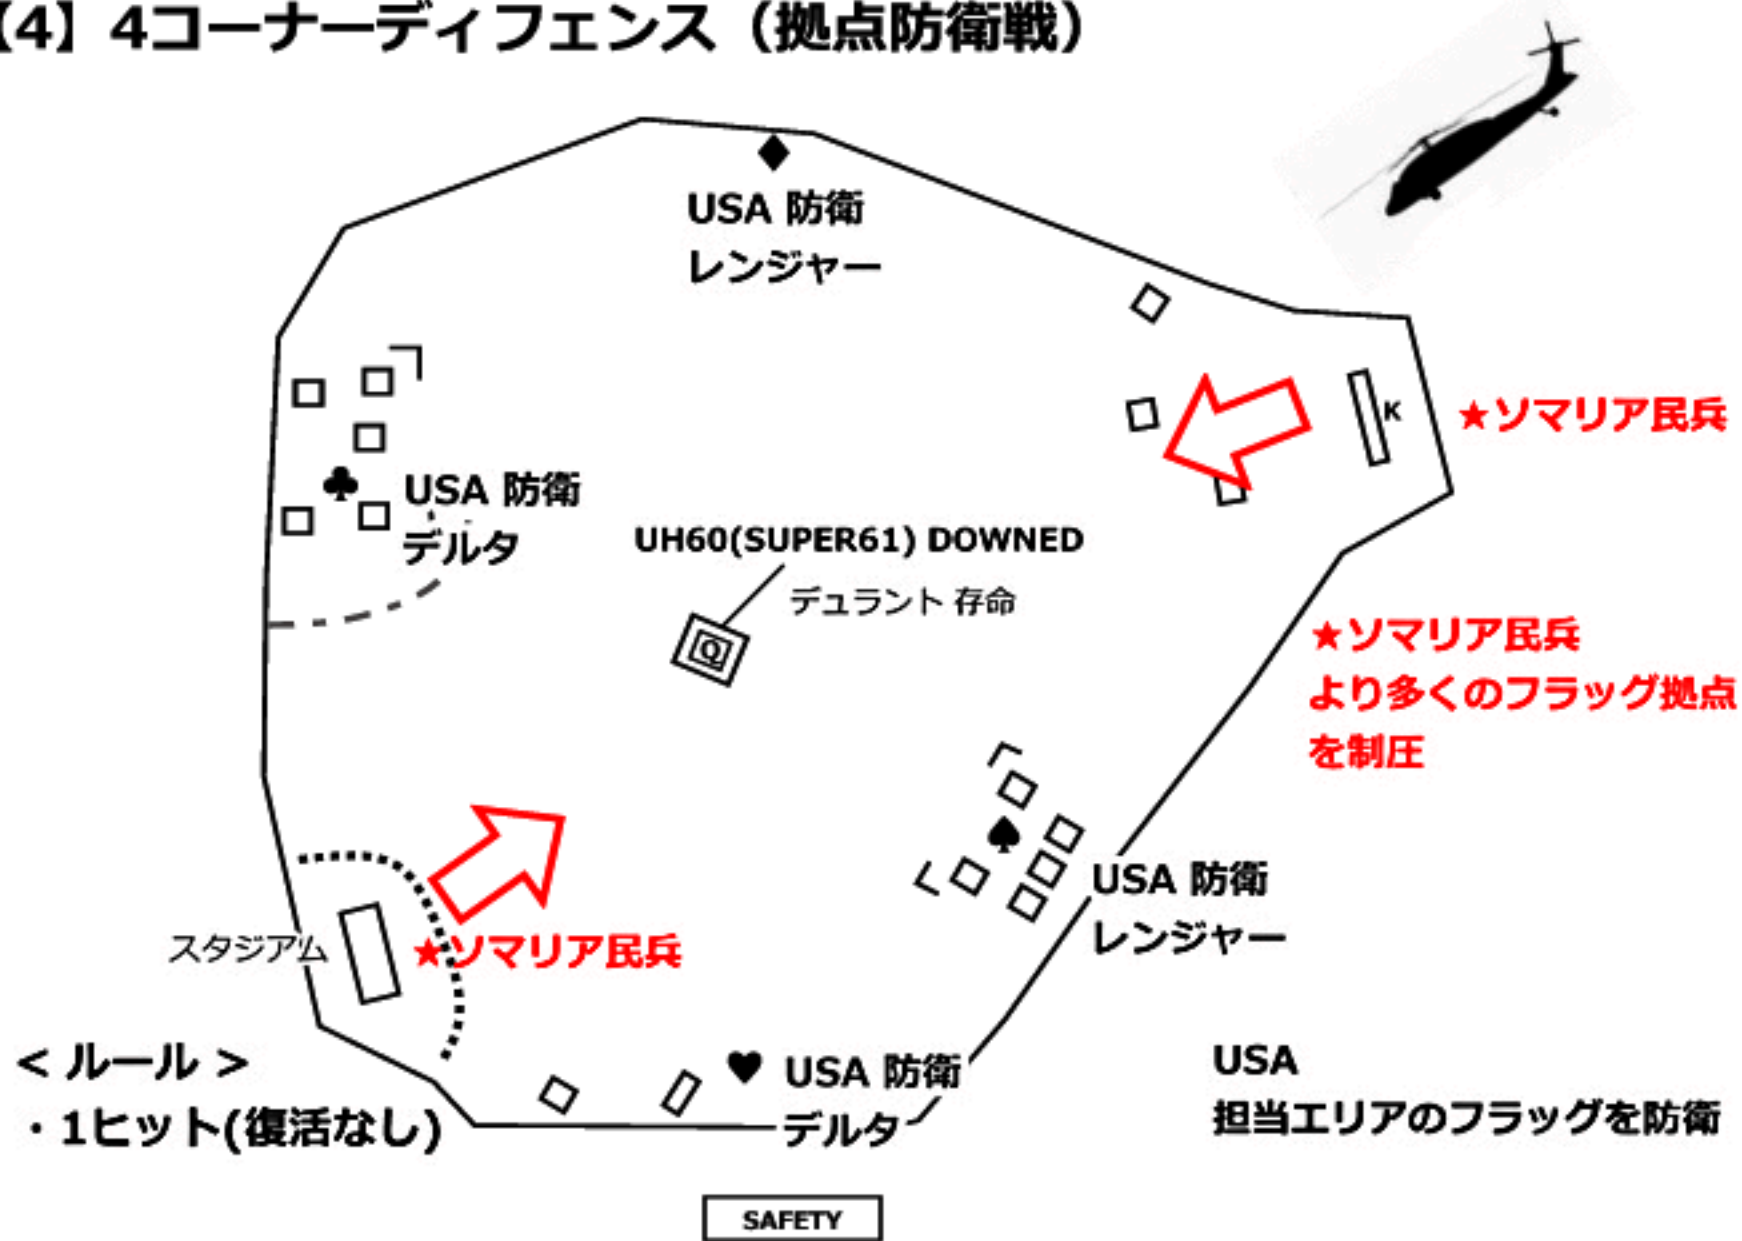 【4】4コーナーディフェンス（拠点防衛戦）
USA 防衛
レンジャー
K
★ソマリア民兵
USA 防衛
デルタ
UH60(SUPER61) DOWNED
デュラント 存命
Q
★ソマリア民兵
より多くのフラッグ拠点
を制圧
USA 防衛
レンジャー
スタジアム
★ソマリア民兵
< ルール >
・1ヒット(復活なし)
USA 防衛
デルタ
USA
担当エリアのフラッグを防衛
SAFETY